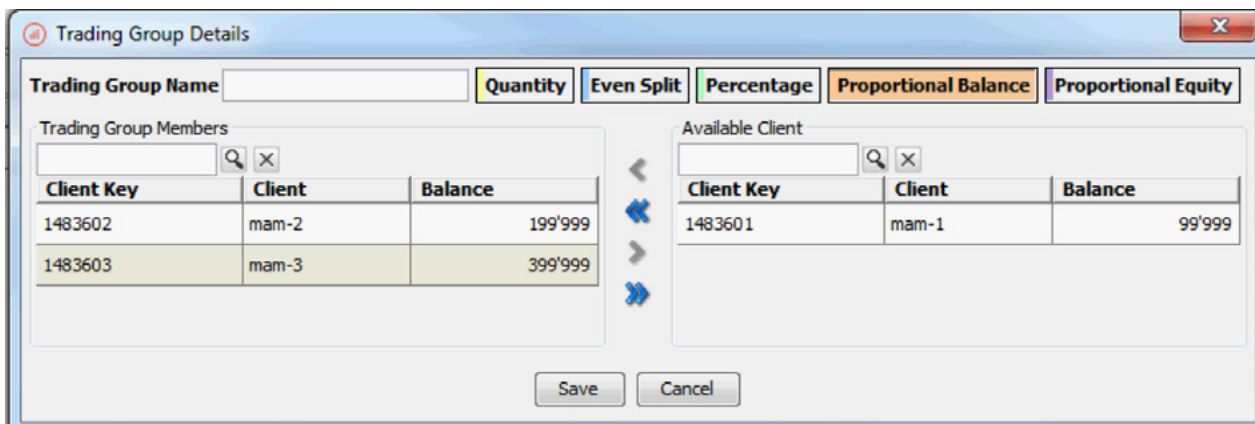 Trading Group Details
Trading Group Name Quantity Even Split Percentage Proportional Balance Proportional Equity
Trading Group Members
Client Key Client Balance
1483602 mam-2 199'999
1483603 mam-3 399'999
Available Client
Client Key Client Balance
1483601 mam-1 99'999
Save Cancel